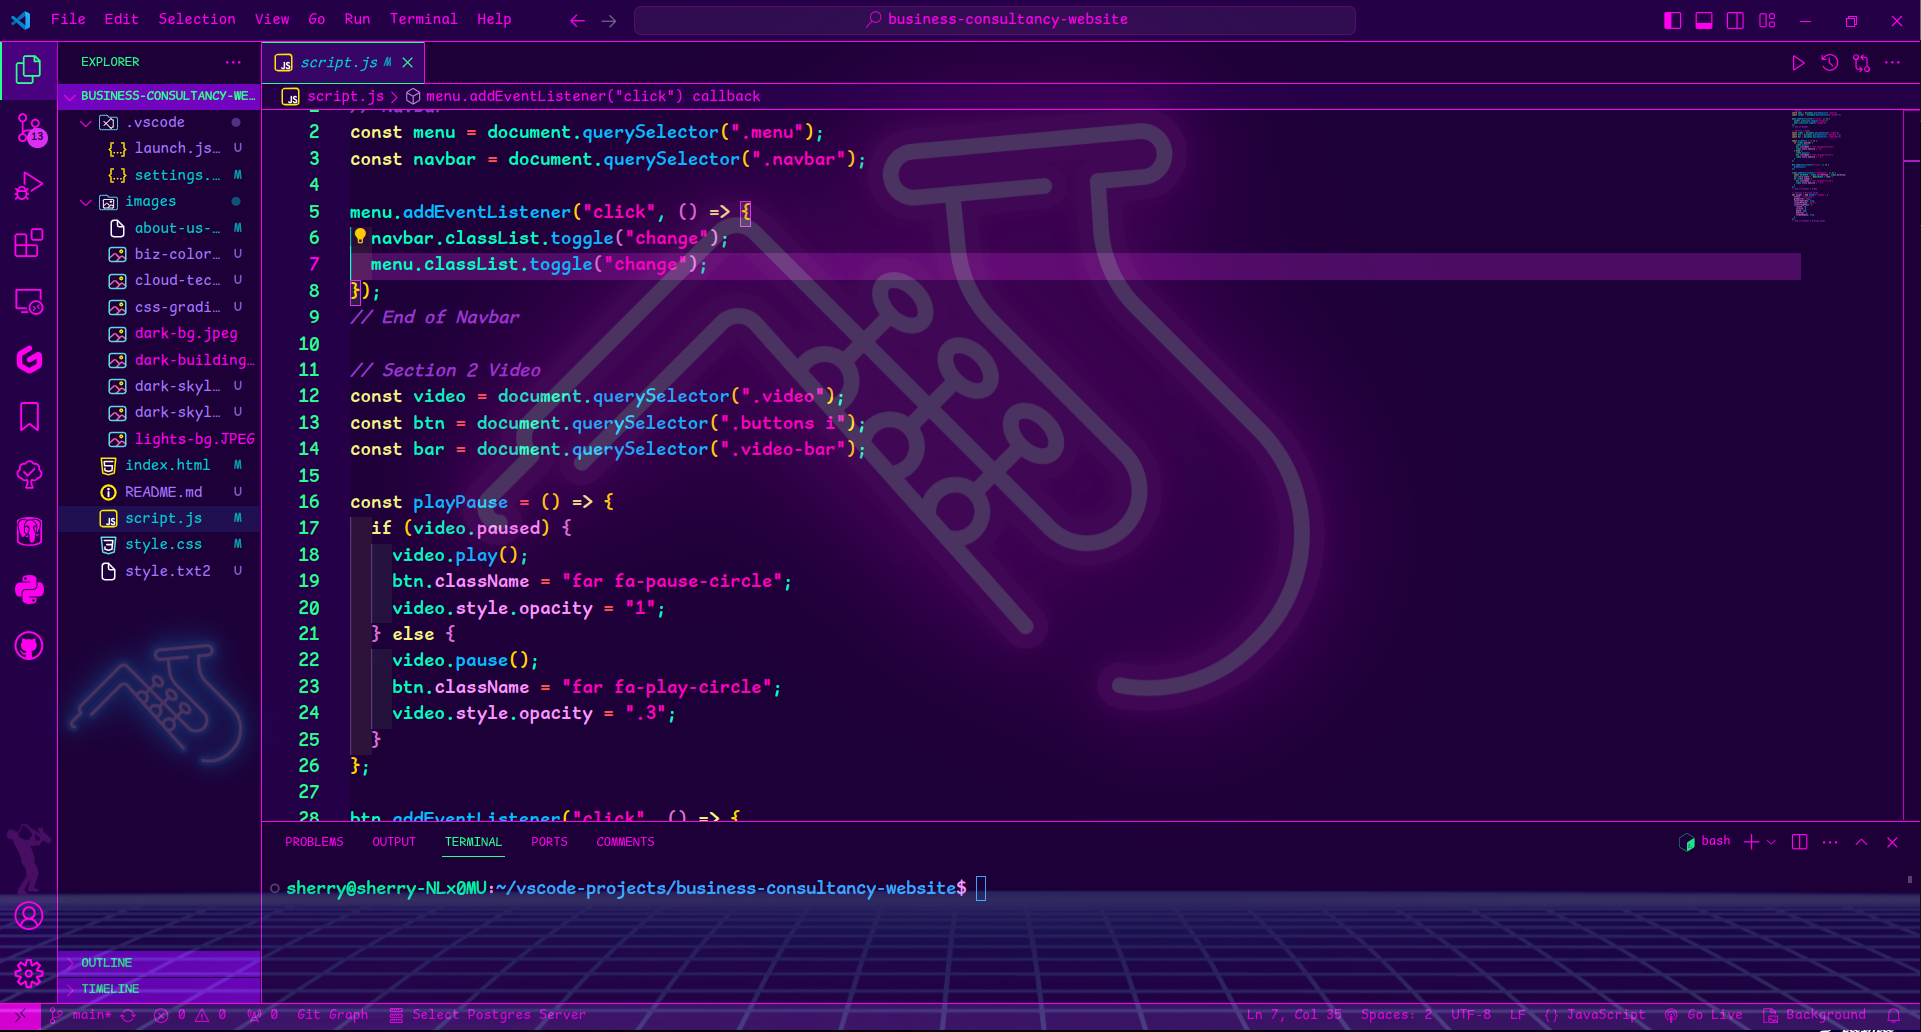 File Edit Selection View Go Run Terminal Help
business-consultancy-website
EXPLORER
BUSINESS-CONSULTANCY-WE...
.vscode
launch.js... U
settings.... M
images
about-us-... M
biz-color... U
cloud-tec... U
css-gradi... U
dark-bg.jpeg
dark-building...
dark-skyl... U
dark-skyl... U
lights-bg.JPEG
index.html M
README.md U
script.js M
style.css M
style.txt2 U
OUTLINE
TIMELINE
13
script.js M
script.js > menu.addEventListener("click") callback
2 const menu = document.querySelector(".menu");
3 const navbar = document.querySelector(".navbar");
4
5 menu.addEventListener("click", () => {
6 navbar.classList.toggle("change");
7 menu.classList.toggle("change");
8 });
9 // End of Navbar
10
11 // Section 2 Video
12 const video = document.querySelector(".video");
13 const btn = document.querySelector(".buttons i");
14 const bar = document.querySelector(".video-bar");
15
16 const playPause = () => {
17 if (video.paused) {
18 video.play();
19 btn.className = "far fa-pause-circle";
20 video.style.opacity = "1";
21 } else {
22 video.pause();
23 btn.className = "far fa-play-circle";
24 video.style.opacity = ".3";
25 }
26 };
27
28 btn.addEventListener("click", () => {
PROBLEMS OUTPUT TERMINAL PORTS COMMENTS
bash
sherry@sherry-NLx0MU:~/vscode-projects/business-consultancy-website$
main* 0 0 0 Git Graph Select Postgres Server
Ln 7, Col 35 Spaces: 2 UTF-8 LF {} JavaScript Go Live Background